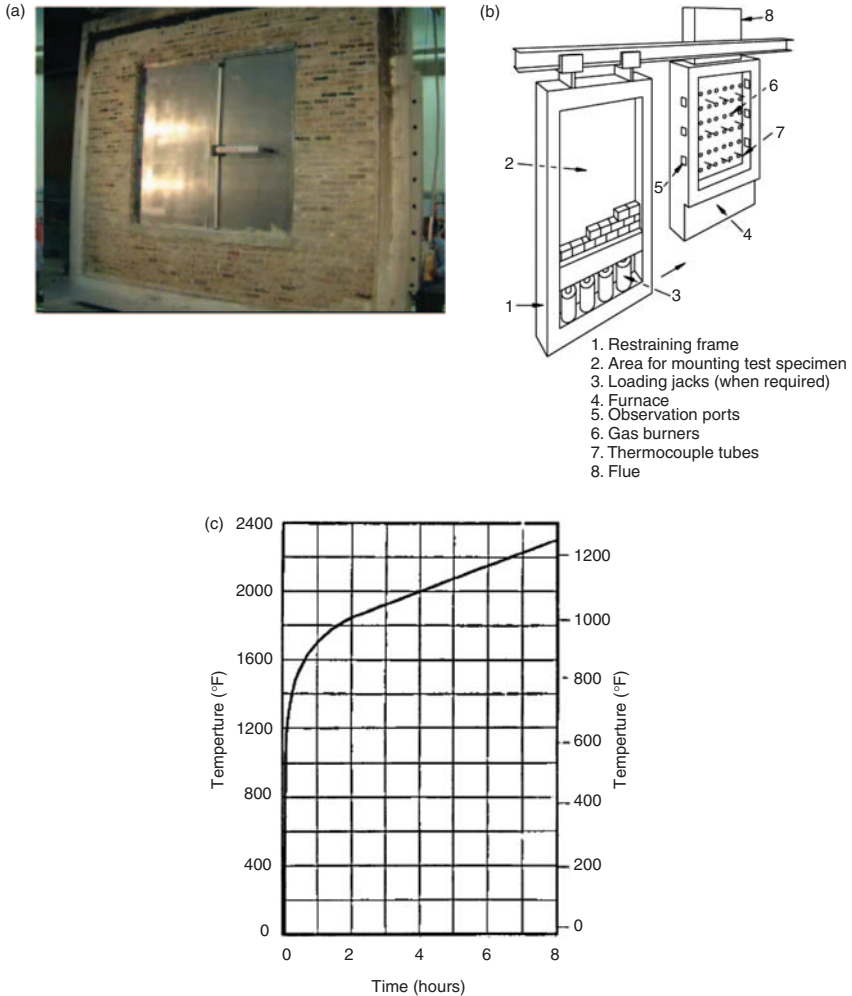 (a)
(b)
8
6
7
2
5
4
1
3
1. Restraining frame
2. Area for mounting test specimen
3. Loading jacks (when required)
4. Furnace
5. Observation ports
6. Gas burners
7. Thermocouple tubes
8. Flue
(c)
2400
2000
1600
1200
800
400
0
Temperture (°F)
1200
1000
800
600
400
200
0
Temperture (°F)
0 2 4 6 8
Time (hours)